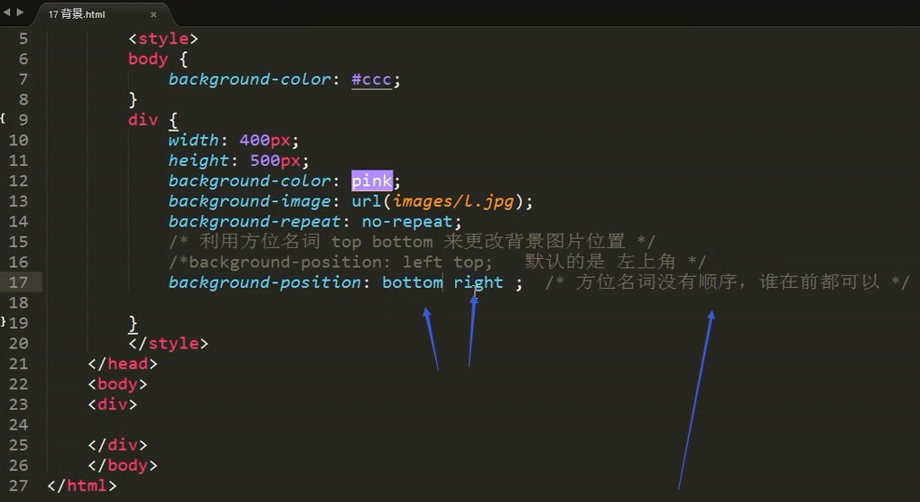 17 背景.html ×
5 <style>
6 body {
7 background-color: #ccc;
8 }
9 div {
10 width: 400px;
11 height: 500px;
12 background-color: pink;
13 background-image: url(images/l.jpg);
14 background-repeat: no-repeat;
15 /* 利用方位名词 top bottom 来更改背景图片位置 */
16 /*background-position: left top;   默认的是 左上角 */
17 background-position: bottom right ;  /* 方位名词没有顺序，谁在前都可以 */
18
19 }
20 </style>
21 </head>
22 <body>
23 <div>
24
25 </div>
26 </body>
27 </html>